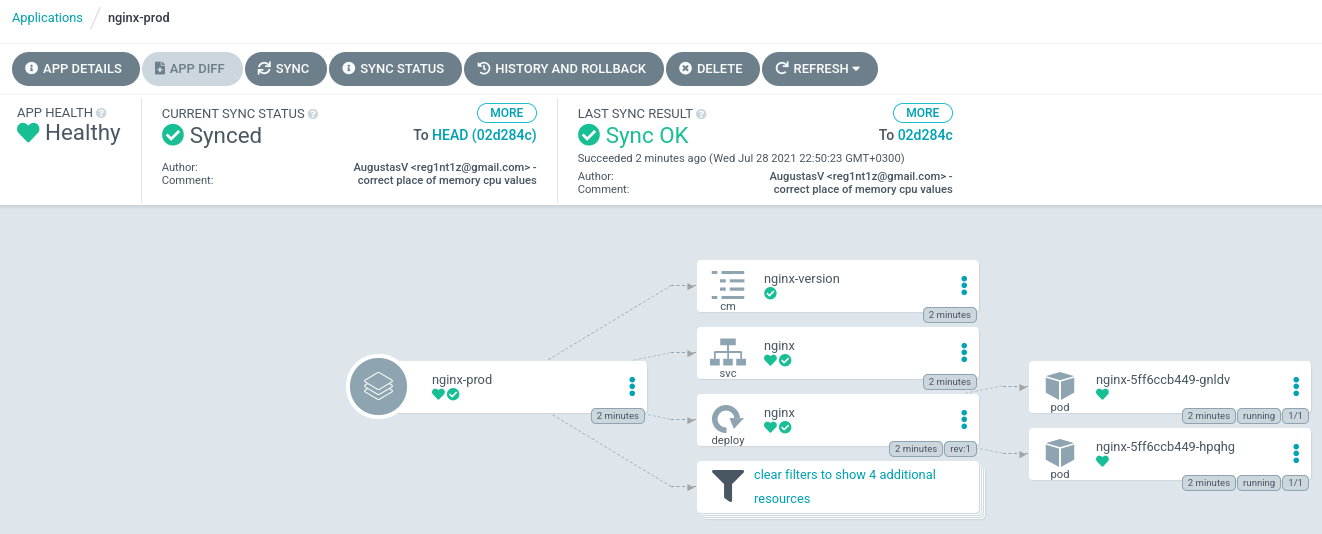 Applications / nginx-prod
APP DETAILS
APP DIFF
SYNC
SYNC STATUS
HISTORY AND ROLLBACK
DELETE
REFRESH
APP HEALTH
Healthy
CURRENT SYNC STATUS
MORE
Synced
To HEAD (02d284c)
Author: AugustasV <reg1nt1z@gmail.com> -
Comment: correct place of memory cpu values
LAST SYNC RESULT
MORE
Sync OK
To 02d284c
Succeeded 2 minutes ago (Wed Jul 28 2021 22:50:23 GMT+0300)
Author: AugustasV <reg1nt1z@gmail.com> -
Comment: correct place of memory cpu values
nginx-prod
2 minutes
nginx-version
cm
2 minutes
nginx
svc
2 minutes
nginx
deploy
2 minutes
rev:1
clear filters to show 4 additional
resources
nginx-5ff6ccb449-gnldv
pod
2 minutes
running
1/1
nginx-5ff6ccb449-hpqhg
pod
2 minutes
running
1/1